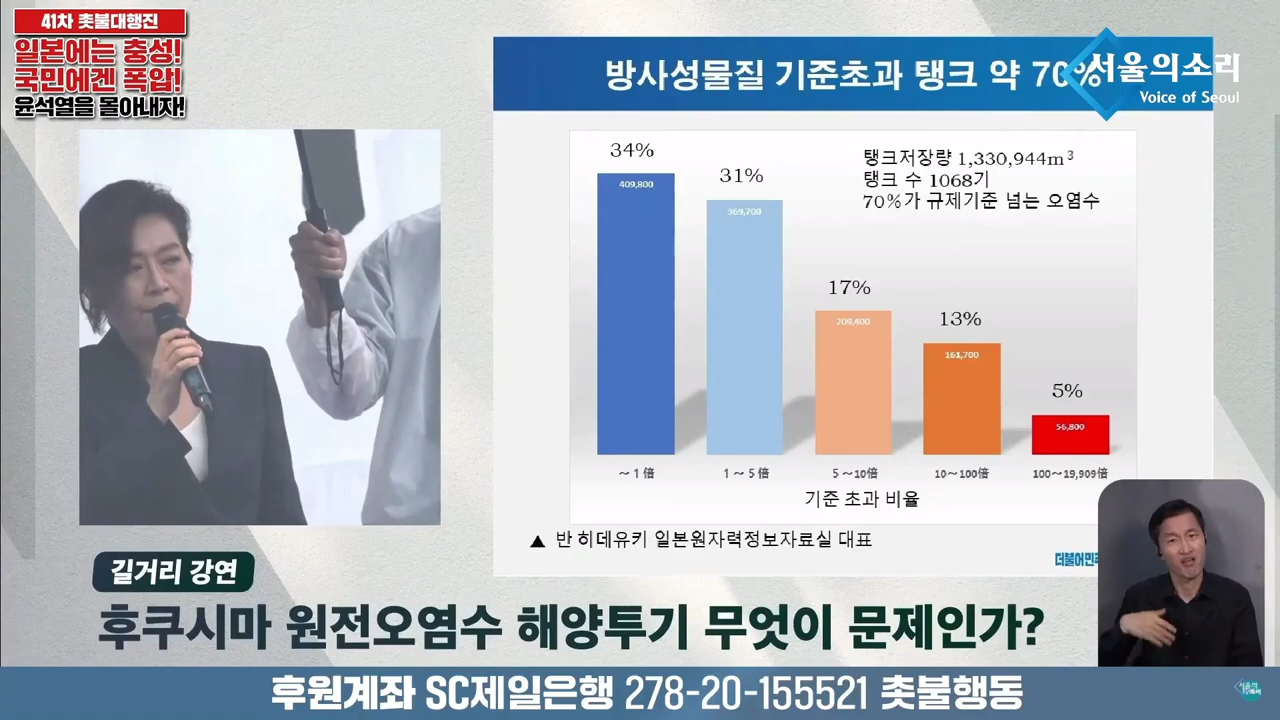 41차 촛불대행진
일본에는 충성!
국민에겐 폭압!
윤석열을 몰아내자!
방사성물질 기준초과 탱크 약 70%
서울의소리
Voice of Seoul
탱크저장량 1,330,944m³
탱크 수 1068기
70%가 규제기준 넘는 오염수
34%
31%
17%
13%
5%
409,800
369,700
209,400
161,700
56,800
~1倍
1~5倍
5~10倍
10~100倍
100~19,909倍
기준 초과 비율
▲ 반 히데유키 일본원자력정보자료실 대표
더불어민주
길거리 강연
후쿠시마 원전오염수 해양투기 무엇이 문제인가?
후원계좌 SC제일은행 278-20-155521 촛불행동